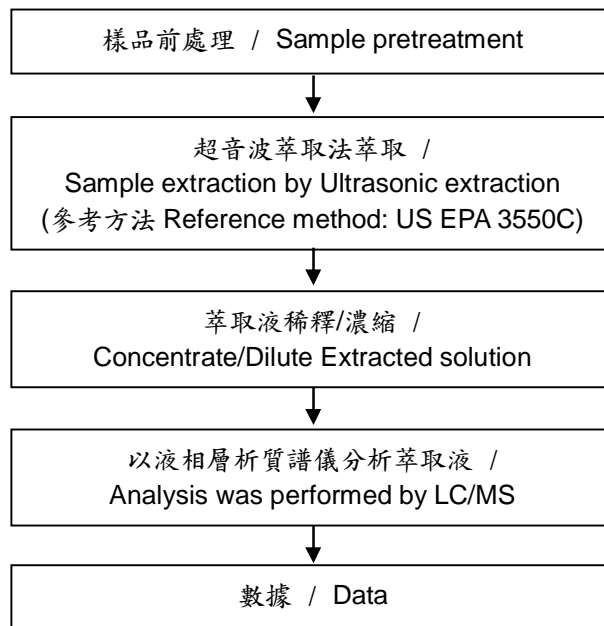 樣品前處理 / Sample pretreatment
超音波萃取法萃取 /
Sample extraction by Ultrasonic extraction
(參考方法 Reference method: US EPA 3550C)
萃取液稀釋/濃縮 /
Concentrate/Dilute Extracted solution
以液相層析質譜儀分析萃取液 /
Analysis was performed by LC/MS
數據 / Data